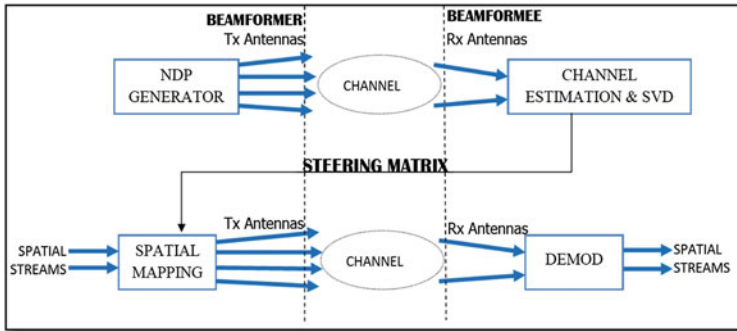 BEAMFORMER
BEAMFORMEE
Tx Antennas
Rx Antennas
NDP
GENERATOR
CHANNEL
CHANNEL
ESTIMATION & SVD
STEERING MATRIX
Tx Antennas
Rx Antennas
SPATIAL
STREAMS
SPATIAL
MAPPING
CHANNEL
DEMOD
SPATIAL
STREAMS